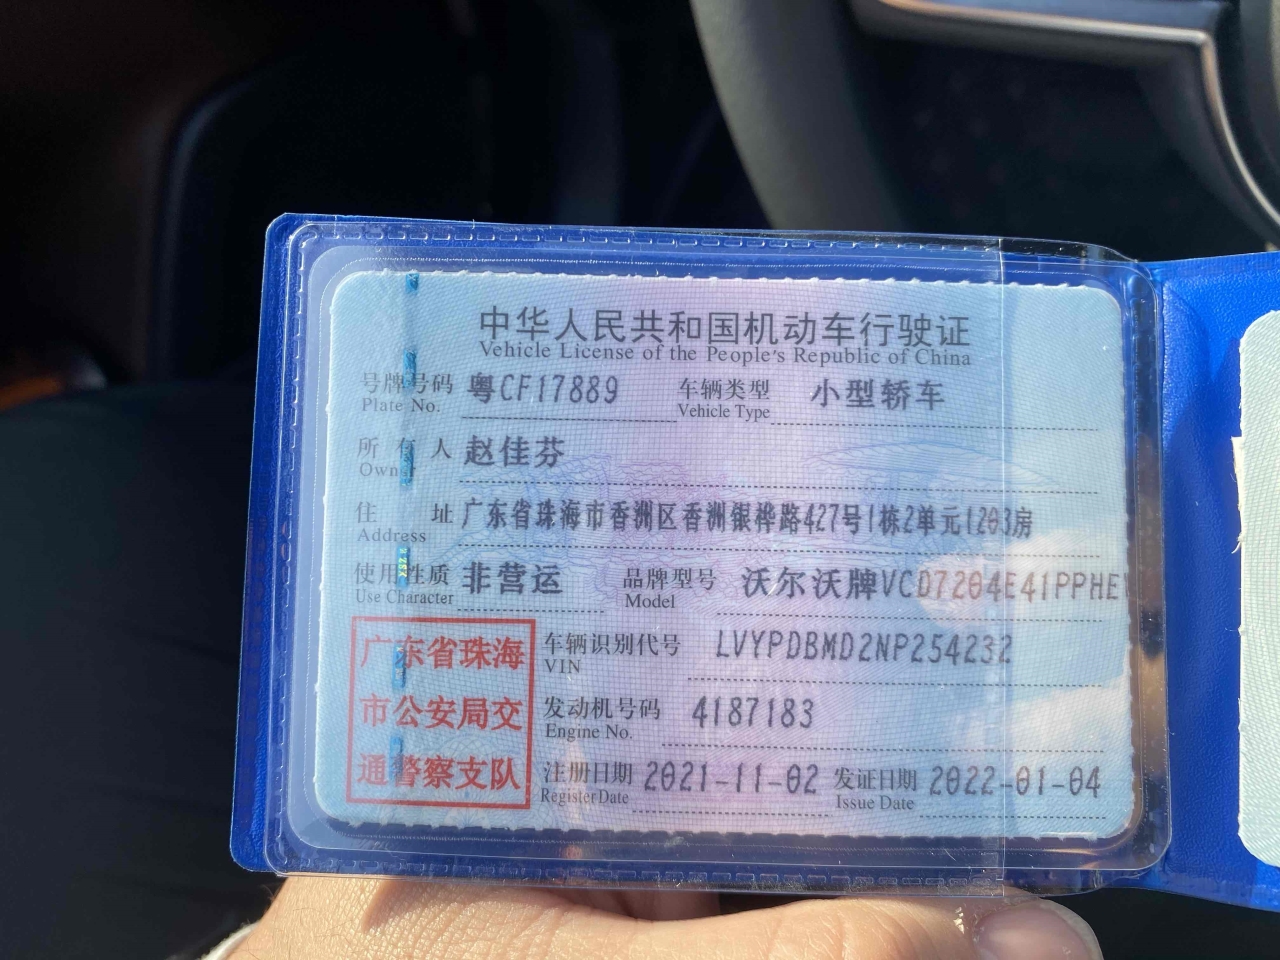 中华人民共和国机动车行驶证
Vehicle License of the People's Republic of China
号牌号码 粤CF17889 车辆类型 小型轿车
Plate No. Vehicle Type
所有人 赵佳芬
Owner
住址 广东省珠海市香洲区香洲银桦路427号1栋2单元1203房
Address
使用性质 非营运 品牌型号 沃尔沃牌VCD7204E41PPHEV
Use Character Model
广东省珠海 车辆识别代号 LVYPDBMD2NP254232
VIN
市公安局交 发动机号码 4187183
Engine No.
通警察支队 注册日期 2021-11-02 发证日期 2022-01-04
Register Date Issue Date